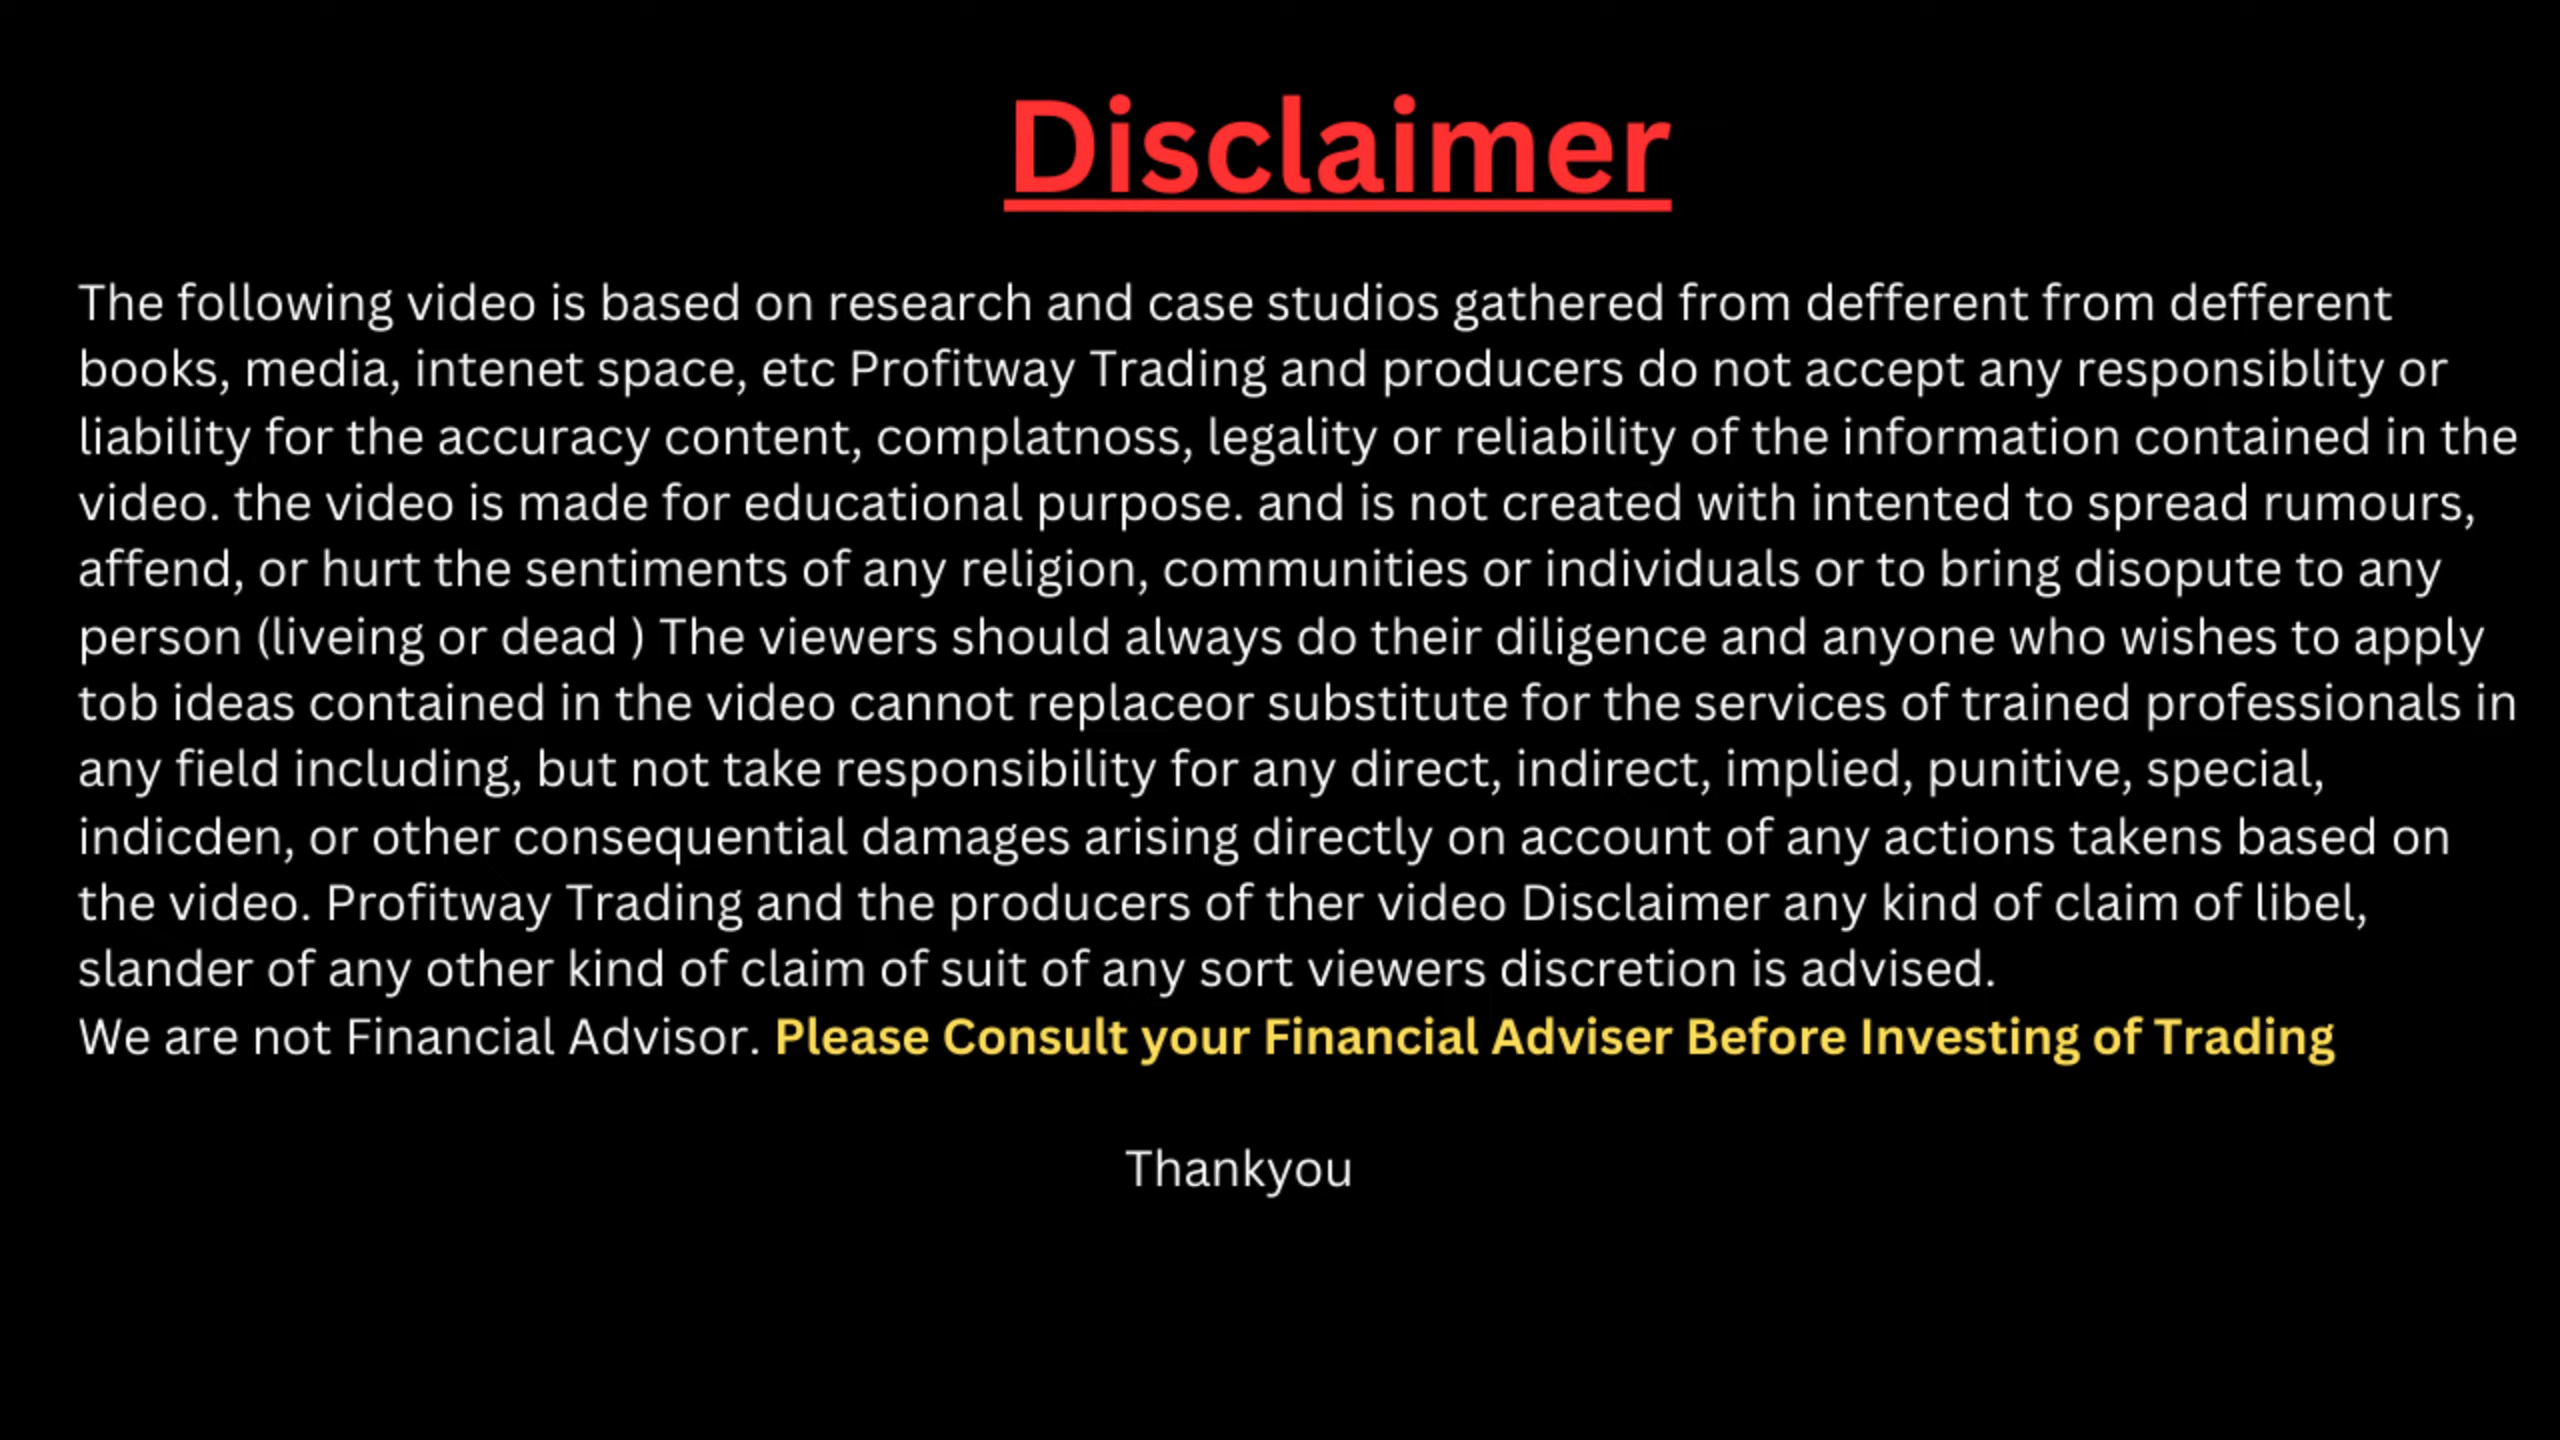 Disclaimer
The following video is based on research and case studios gathered from defferent from defferent
books, media, intenet space, etc Profitway Trading and producers do not accept any responsiblity or
liability for the accuracy content, complatnoss, legality or reliability of the information contained in the
video. the video is made for educational purpose. and is not created with intented to spread rumours,
affend, or hurt the sentiments of any religion, communities or individuals or to bring disopute to any
person (liveing or dead ) The viewers should always do their diligence and anyone who wishes to apply
tob ideas contained in the video cannot replaceor substitute for the services of trained professionals in
any field including, but not take responsibility for any direct, indirect, implied, punitive, special,
indicden, or other consequential damages arising directly on account of any actions takens based on
the video. Profitway Trading and the producers of ther video Disclaimer any kind of claim of libel,
slander of any other kind of claim of suit of any sort viewers discretion is advised.
We are not Financial Advisor. Please Consult your Financial Adviser Before Investing of Trading
Thankyou